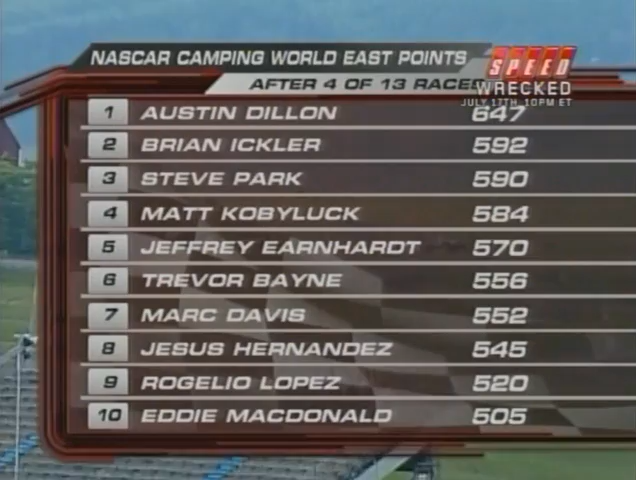 NASCAR CAMPING WORLD EAST POINTS
SPEED
AFTER 4 OF 13 RACES
WRECKED
JULY 17TH, 10PM ET
1 AUSTIN DILLON 647
2 BRIAN ICKLER 592
3 STEVE PARK 590
4 MATT KOBYLUCK 584
5 JEFFREY EARNHARDT 570
6 TREVOR BAYNE 556
7 MARC DAVIS 552
8 JESUS HERNANDEZ 545
9 ROGELIO LOPEZ 520
10 EDDIE MACDONALD 505